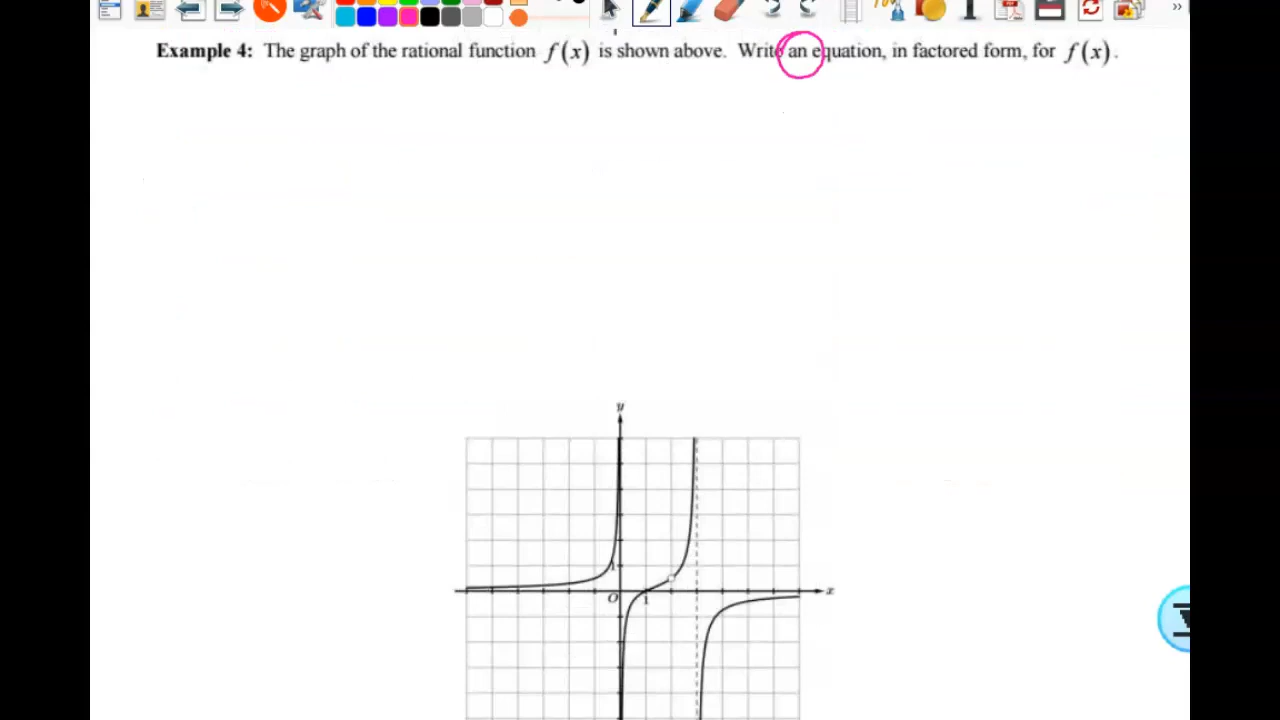 Example 4: The graph of the rational function f(x) is shown above. Write an equation, in factored form, for f(x).
y
1
O 1 x